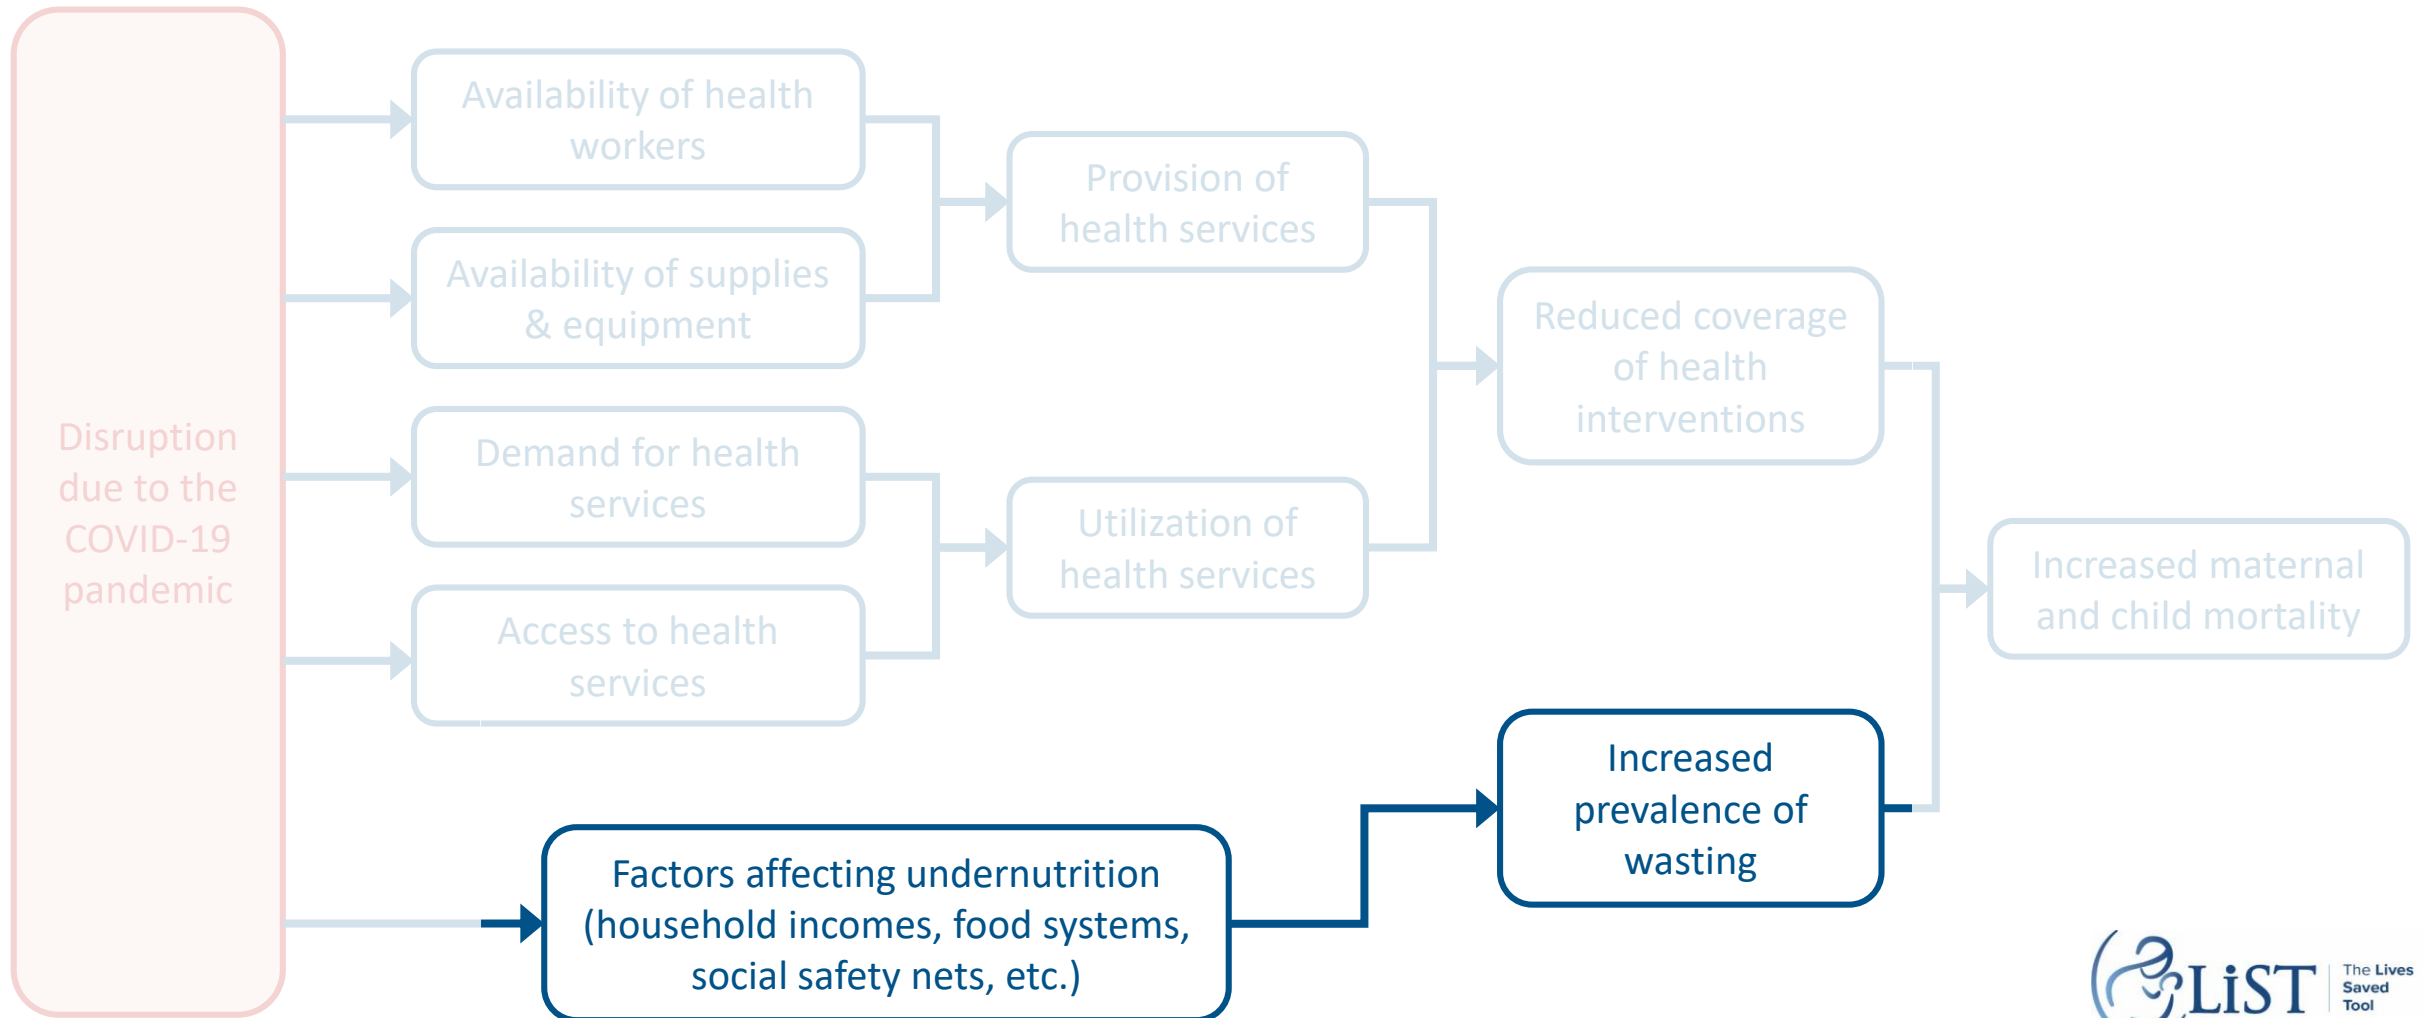 Disruption
due to the
COVID-19
pandemic
Availability of health
workers
Availability of supplies
& equipment
Demand for health
services
Access to health
services
Factors affecting undernutrition
(household incomes, food systems,
social safety nets, etc.)
Provision of
health services
Utilization of
health services
Reduced coverage
of health
interventions
Increased
prevalence of
wasting
Increased maternal
and child mortality
LiST
The Lives
Saved
Tool